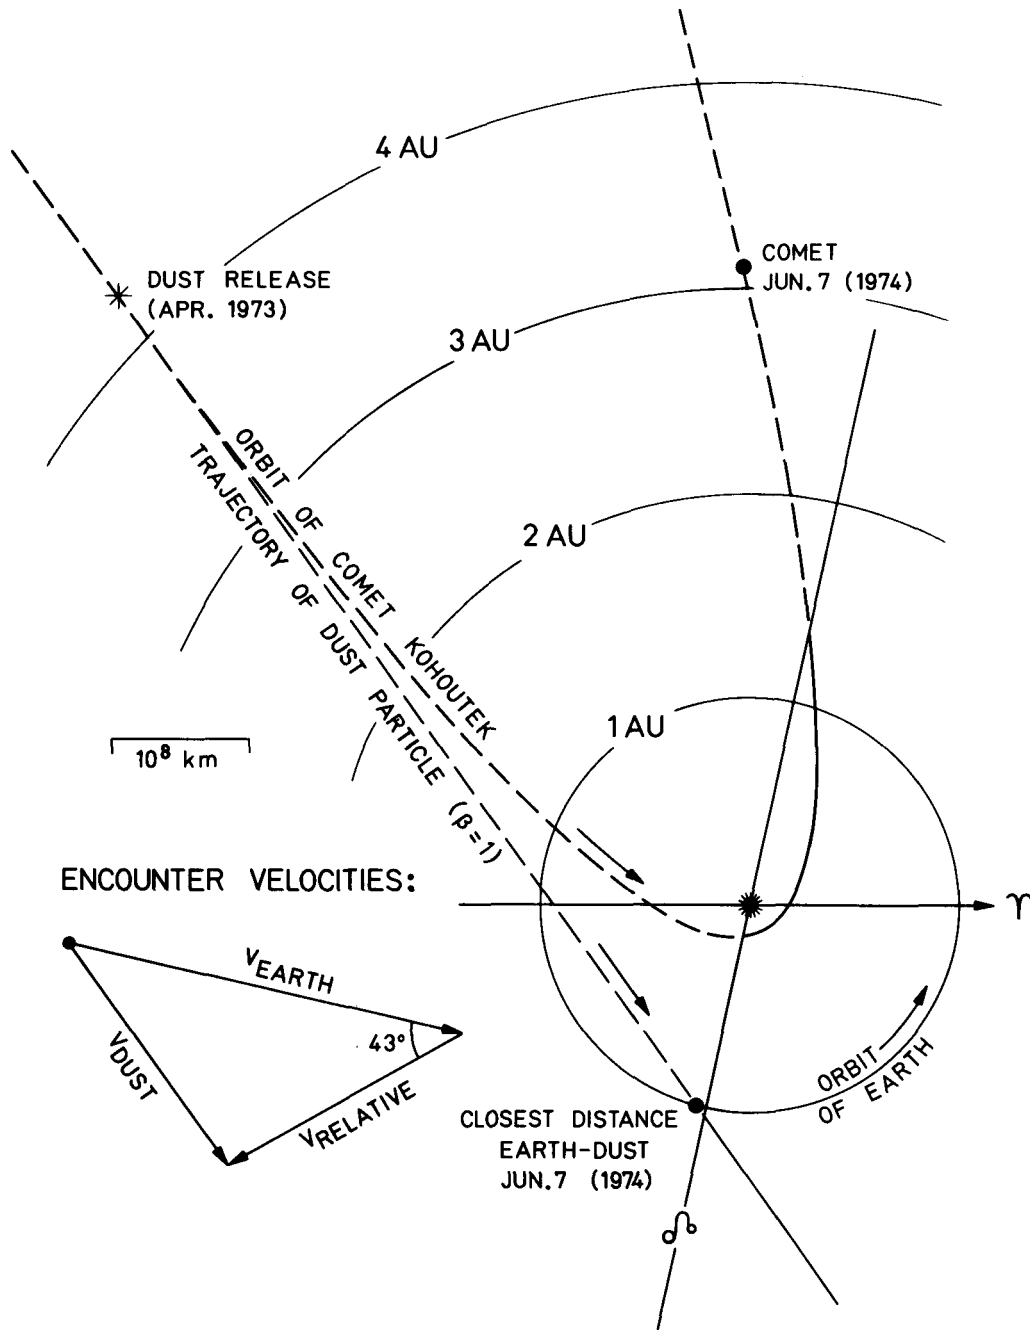 4 AU
COMET
JUN. 7 (1974)
DUST RELEASE
(APR. 1973)
3 AU
ORBIT OF COMET KOHOUTEK
TRAJECTORY OF DUST PARTICLE (β=1)
2 AU
1 AU
10⁸ km
ENCOUNTER VELOCITIES:
♈
VEARTH
43°
VDUST
VRELATIVE
ORBIT
OF EARTH
CLOSEST DISTANCE
EARTH-DUST
JUN. 7 (1974)
☊